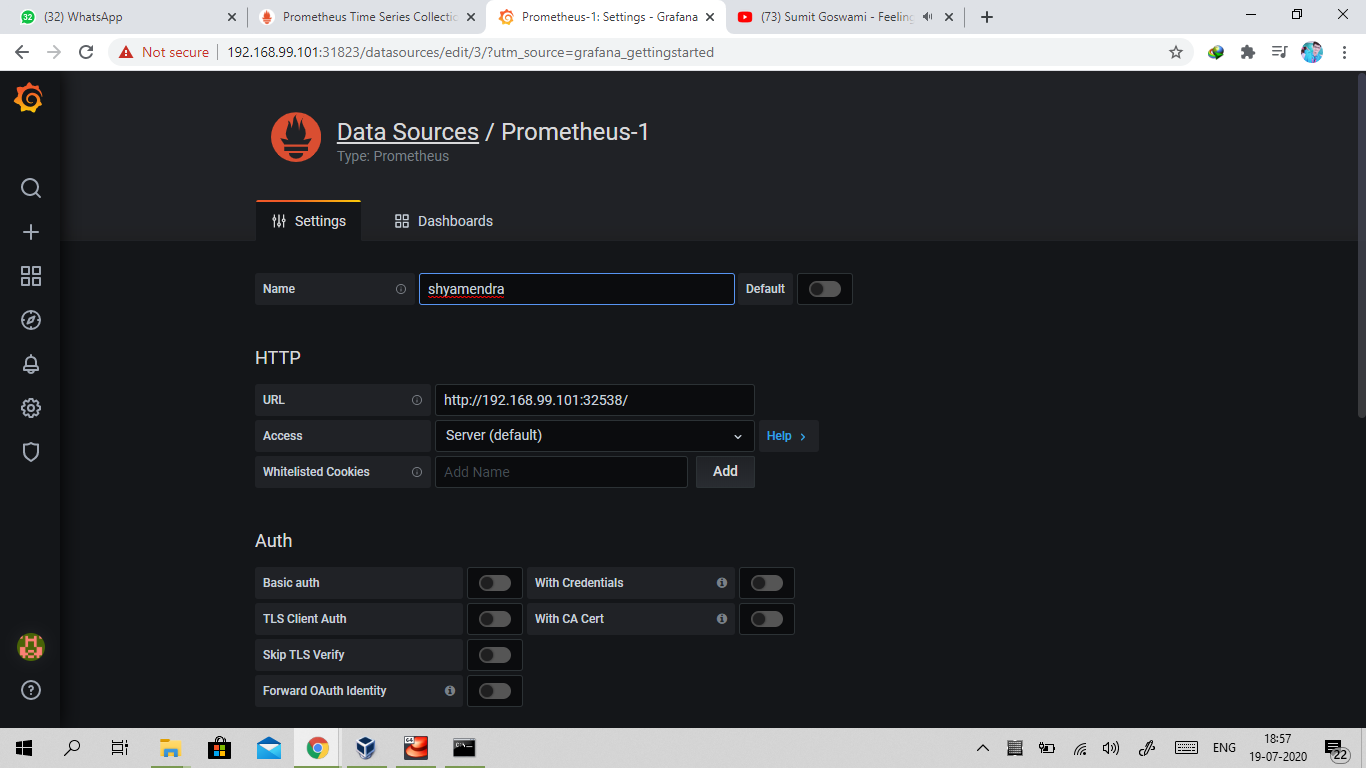 (32) WhatsApp
Prometheus Time Series Collectic
Prometheus-1: Settings - Grafana
(73) Sumit Goswami - Feeling
Not secure
192.168.99.101:31823/datasources/edit/3/?utm_source=grafana_gettingstarted
Data Sources / Prometheus-1
Type: Prometheus
Settings
Dashboards
Name
shyamendra
Default
HTTP
URL
http://192.168.99.101:32538/
Access
Server (default)
Help
Whitelisted Cookies
Add Name
Add
Auth
Basic auth
With Credentials
TLS Client Auth
With CA Cert
Skip TLS Verify
Forward OAuth Identity
ENG
18:57
19-07-2020
22